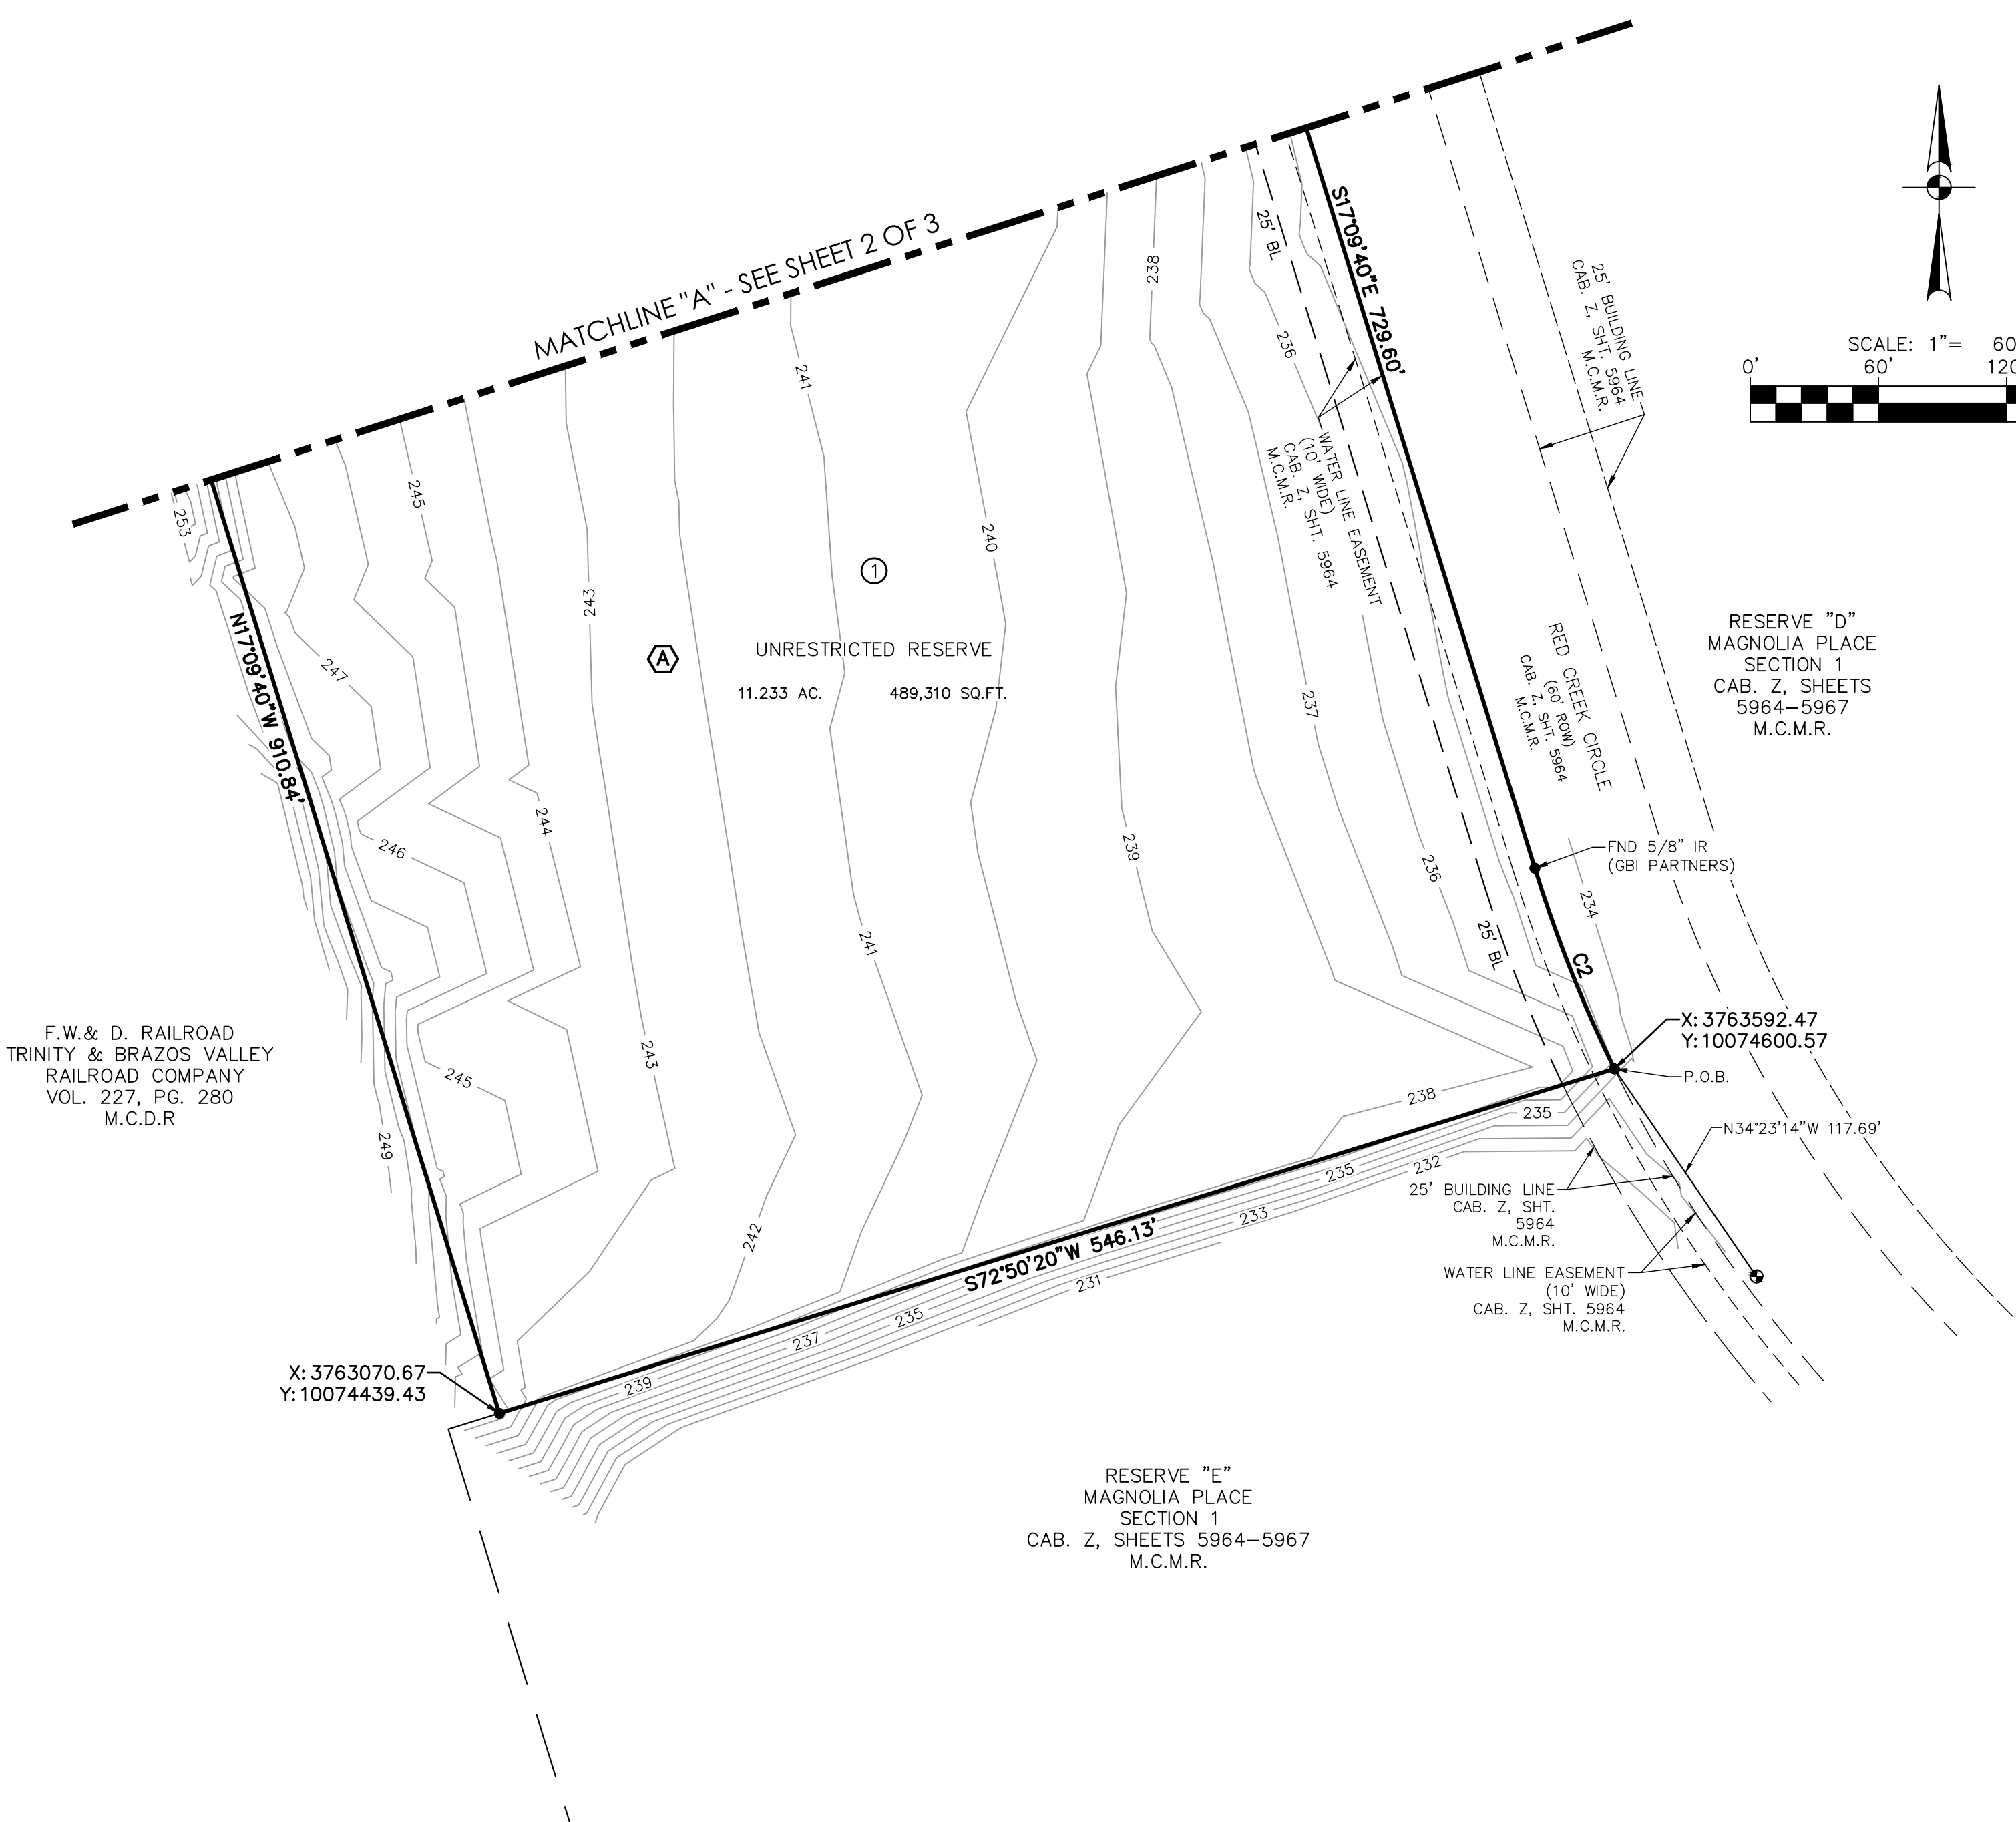 MATCHLINE "A" - SEE SHEET 2 OF 3
SCALE: 1"= 60
0'
60'
120
25' BL
S17°09'40"E 729.60'
25' BUILDING LINE
CAB. Z, SHT. 5964
M.C.M.R.
253
245
241
238
236
WATER LINE EASEMENT
(10' WIDE)
CAB. Z, SHT. 5964
M.C.M.R.
240
243
1
A
UNRESTRICTED RESERVE
11.233 AC.
489,310 SQ.FT.
N17°09'40"W 910.84'
247
237
RED CREEK CIRCLE
(60' ROW)
CAB. Z, SHT. 5964
M.C.M.R.
RESERVE "D"
MAGNOLIA PLACE
SECTION 1
CAB. Z, SHEETS
5964-5967
M.C.M.R.
244
246
239
236
FND 5/8" IR
(GBI PARTNERS)
234
241
25' BL
C2
F.W.& D. RAILROAD
TRINITY & BRAZOS VALLEY
RAILROAD COMPANY
VOL. 227, PG. 280
M.C.D.R
243
245
249
X: 3763592.47
Y: 10074600.57
P.O.B.
238
235
N34°23'14"W 117.69'
235
232
25' BUILDING LINE
CAB. Z, SHT.
5964
M.C.M.R.
242
233
S72°50'20"W 546.13'
231
WATER LINE EASEMENT
(10' WIDE)
CAB. Z, SHT. 5964
M.C.M.R.
235
237
239
X: 3763070.67
Y: 10074439.43
RESERVE "E"
MAGNOLIA PLACE
SECTION 1
CAB. Z, SHEETS 5964-5967
M.C.M.R.